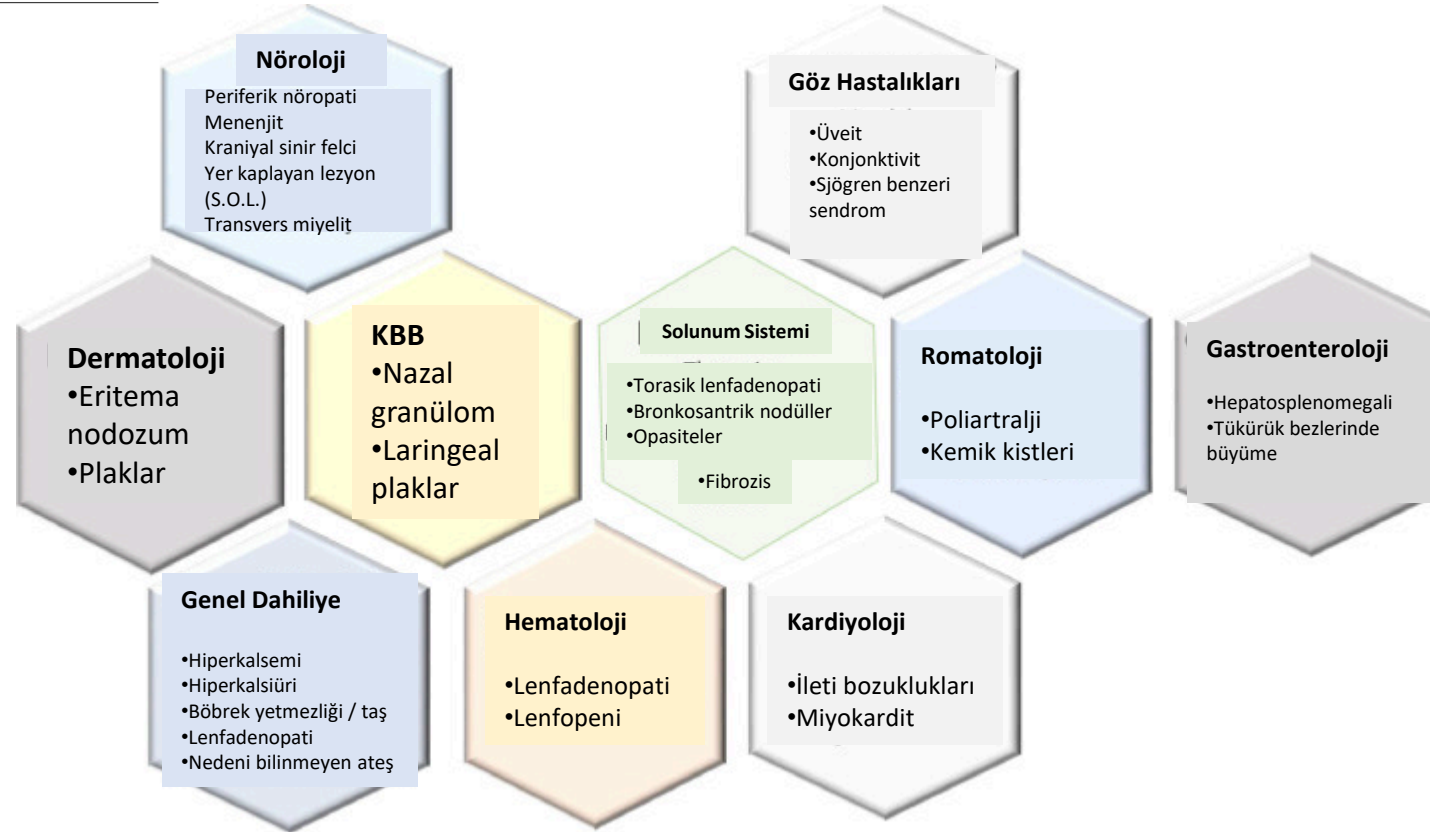 Nöroloji
Periferik nöropati
Menenjit
Kraniyal sinir felci
Yer kaplayan lezyon
(S.O.L.)
Transvers miyelit
Göz Hastalıkları
•Üveit
•Konjonktivit
•Sjögren benzeri
sendrom
Dermatoloji
•Eritema
nodozum
•Plaklar
KBB
•Nazal
granülom
•Laringeal
plaklar
Solunum Sistemi
•Torasik lenfadenopati
•Bronkosantrik nodüller
•Opasiteler
•Fibrozis
Romatoloji
•Poliartralji
•Kemik kistleri
Gastroenteroloji
•Hepatosplenomegali
•Tükürük bezlerinde
büyüme
Genel Dahiliye
•Hiperkalsemi
•Hiperkalsiüri
•Böbrek yetmezliği / taş
•Lenfadenopati
•Nedeni bilinmeyen ateş
Hematoloji
•Lenfadenopati
•Lenfopeni
Kardiyoloji
•İleti bozuklukları
•Miyokardit